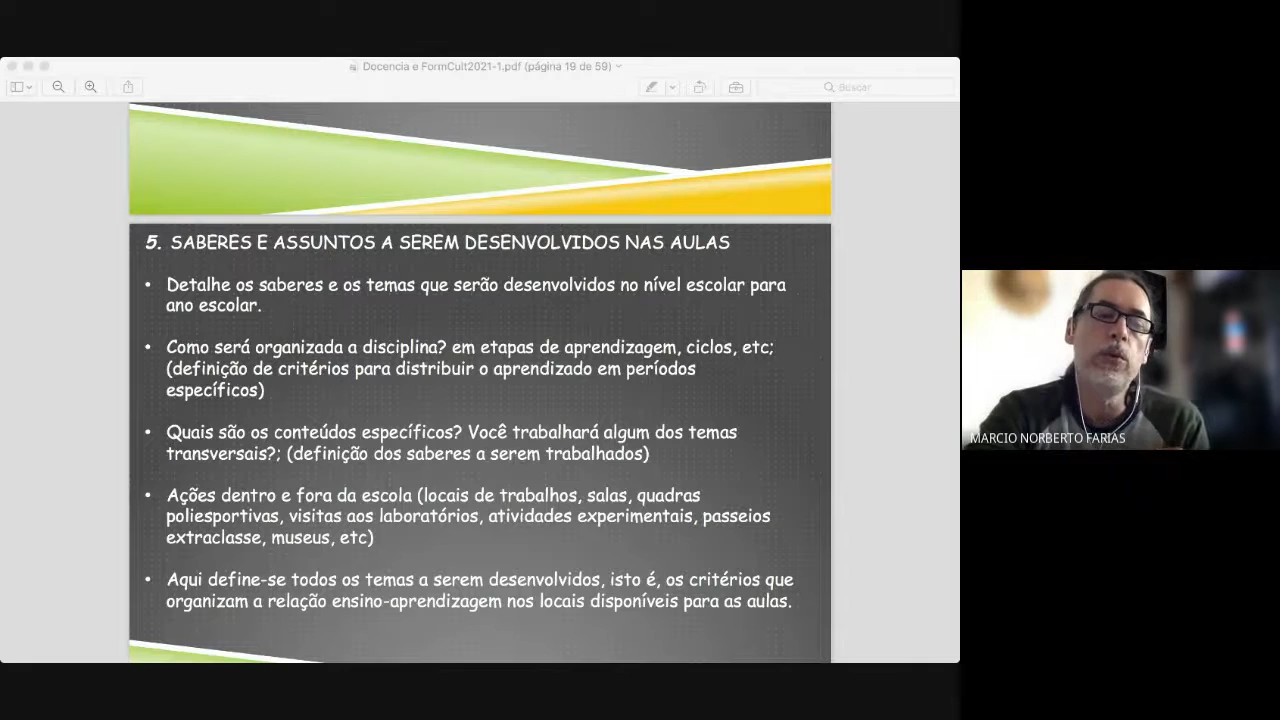 Docencia e FormCult2021-1.pdf (página 19 de 59)
Buscar
5. SABERES E ASSUNTOS A SEREM DESENVOLVIDOS NAS AULAS
• Detalhe os saberes e os temas que serão desenvolvidos no nível escolar para
ano escolar.
• Como será organizada a disciplina? em etapas de aprendizagem, ciclos, etc;
(definição de critérios para distribuir o aprendizado em períodos
específicos)
• Quais são os conteúdos específicos? Você trabalhará algum dos temas
transversais?; (definição dos saberes a serem trabalhados)
• Ações dentro e fora da escola (locais de trabalhos, salas, quadras
poliesportivas, visitas aos laboratórios, atividades experimentais, passeios
extraclasse, museus, etc)
• Aqui define-se todos os temas a serem desenvolvidos, isto é, os critérios que
organizam a relação ensino-aprendizagem nos locais disponíveis para as aulas.
MARCIO NORBERTO FARIAS